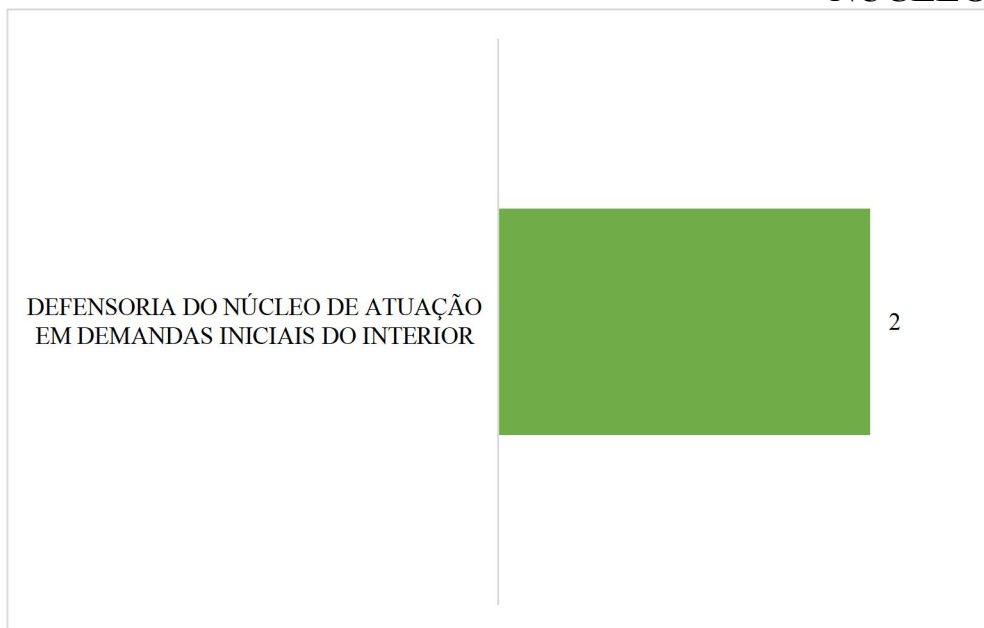 DEFENSORIA DO NÚCLEO DE ATUAÇÃO
EM DEMANDAS INICIAIS DO INTERIOR
2